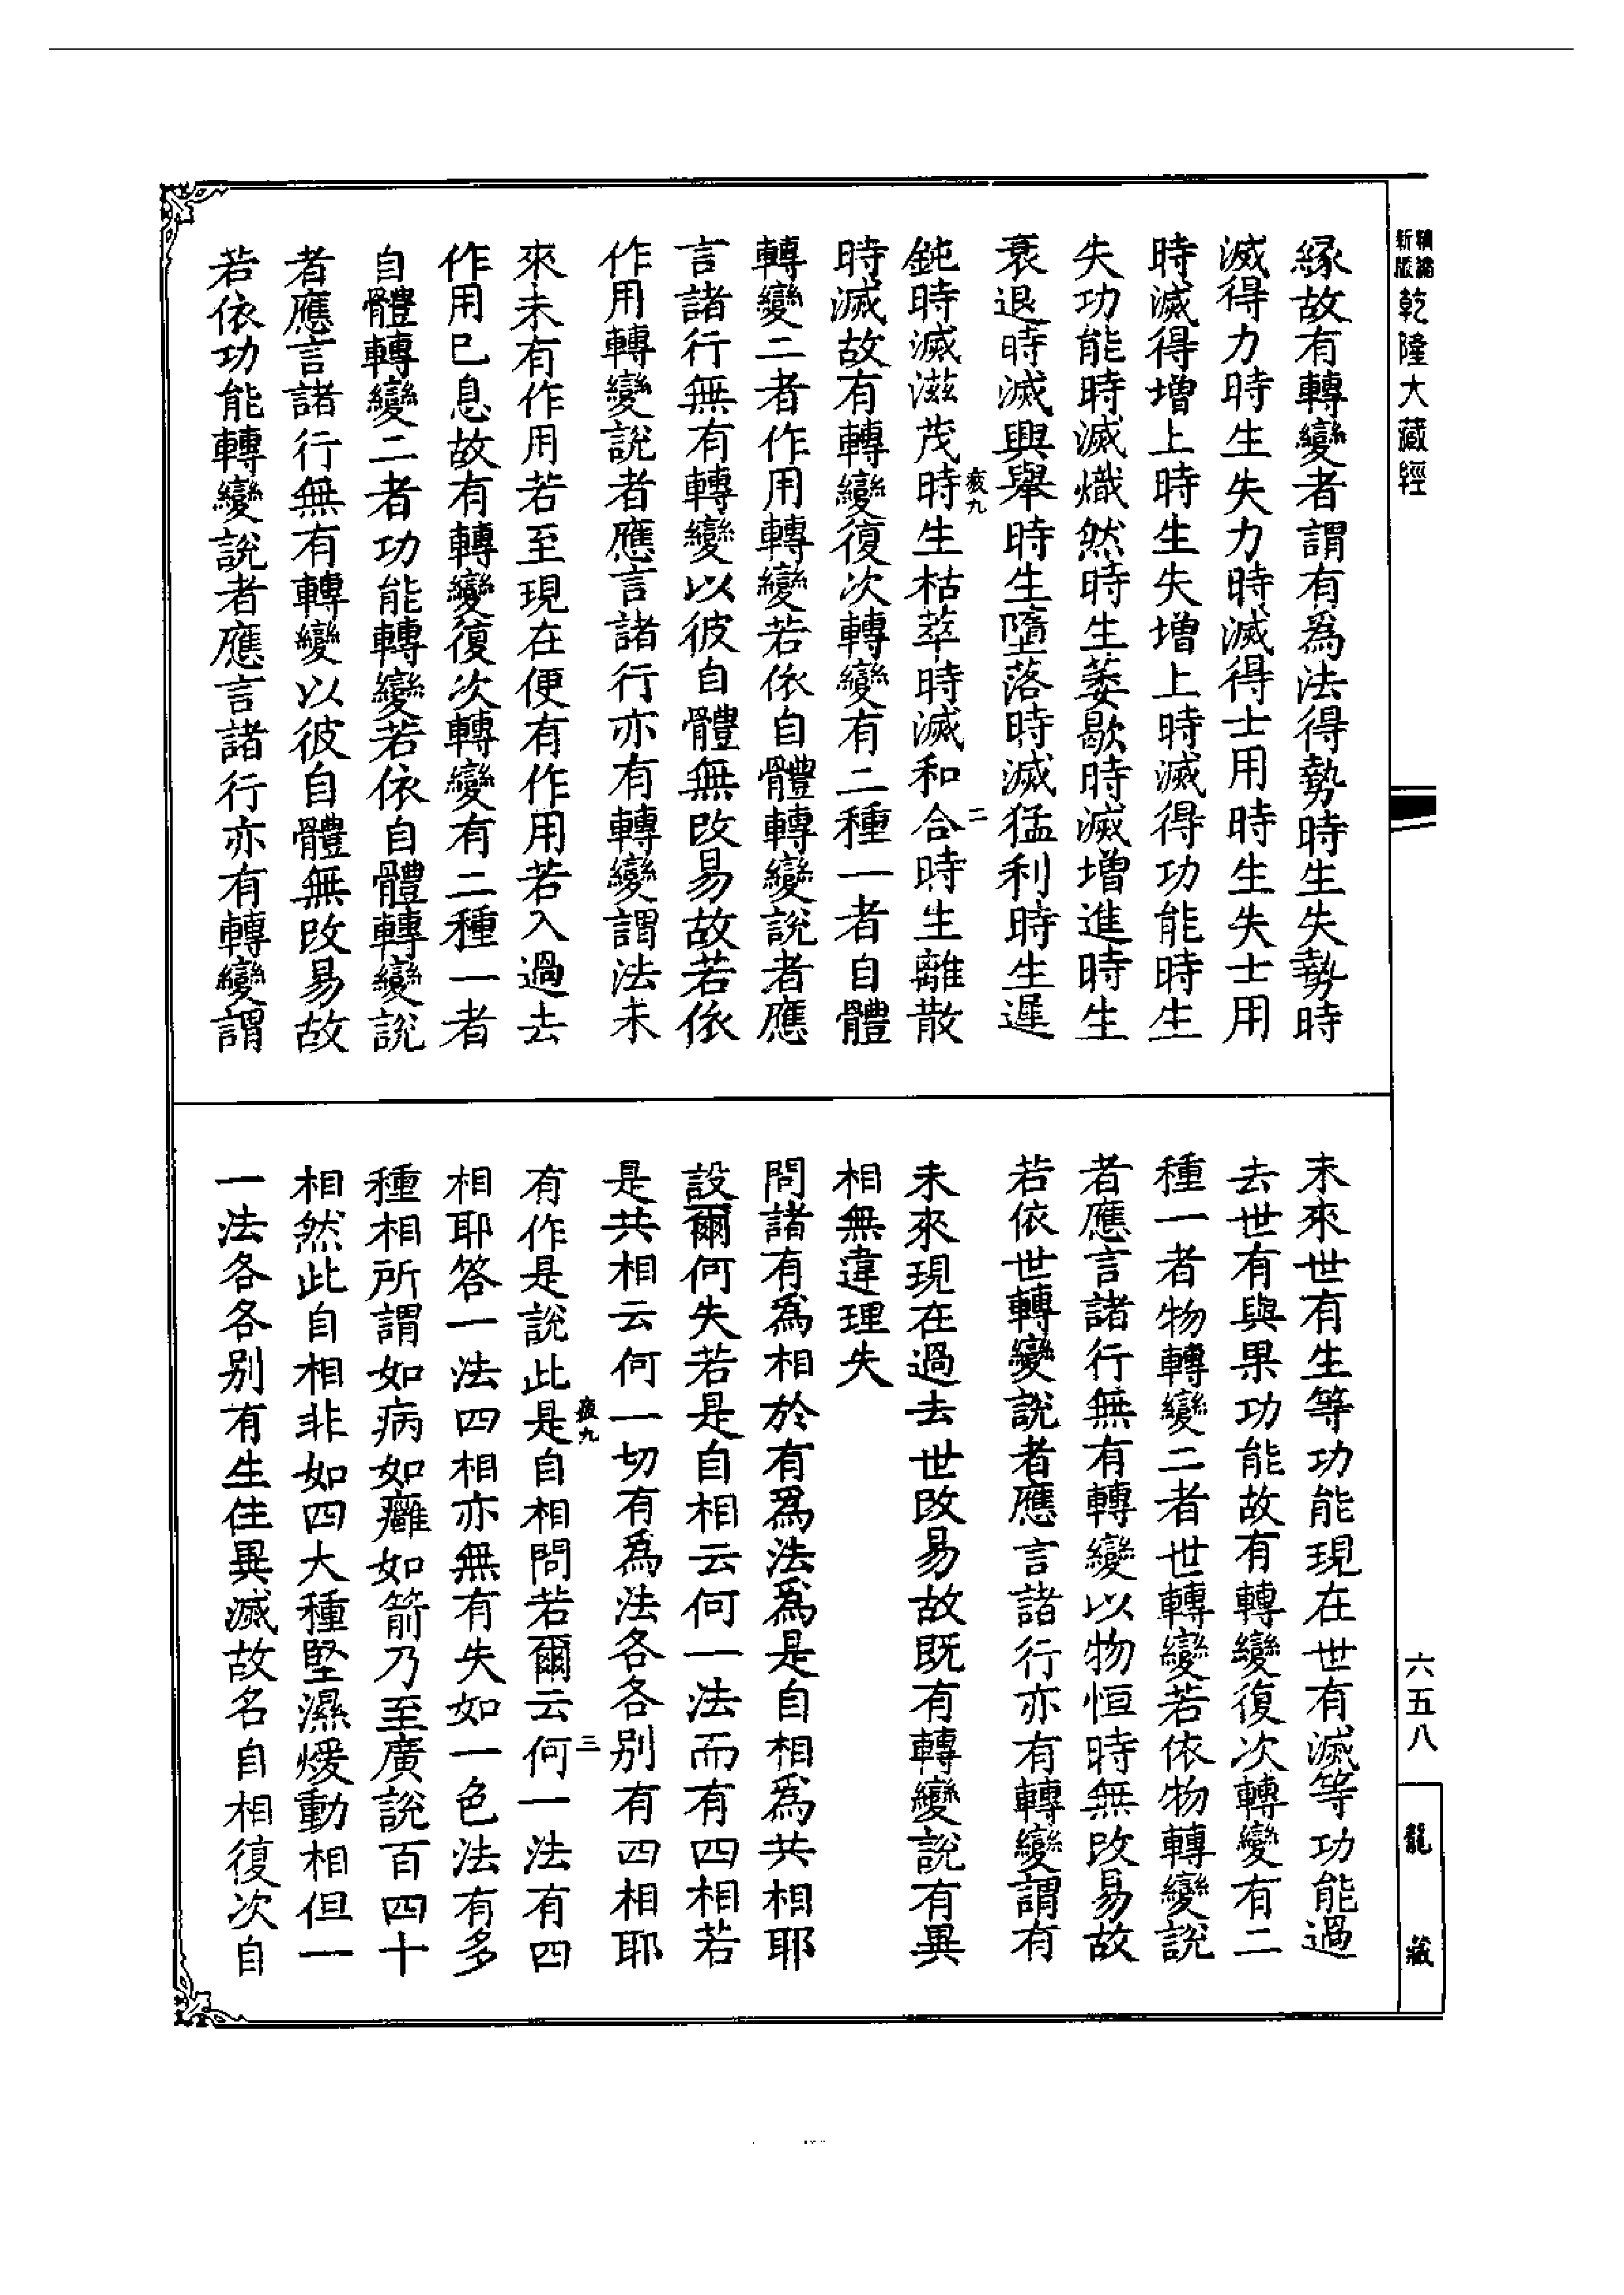 新版
精縮
乾隆大藏經
緣故有轉變者謂有爲法得勢時生失勢時
滅得力時生失力時滅得士用時生失士用
時滅得增上時生失增上時滅得功能時生
失功能時滅熾然時生萎歇時滅增進時生
衰退時滅興舉時生墮落時滅猛利時生遲
疲九
二
鈍時滅滋茂時生枯萃時滅和合時生離散
時滅故有轉變復次轉變有二種一者自體
轉變二者作用轉變若依自體轉變說者應
言諸行無有轉變以彼自體無改易故若依
作用轉變說者應言諸行亦有轉變謂法未
來未有作用若至現在便有作用若入過去
作用已息故有轉變復次轉變有二種一者
自體轉變二者功能轉變若依自體轉變說
者應言諸行無有轉變以彼自體無改易故
若依功能轉變說者應言諸行亦有轉變謂
未來世有生等功能現在世有滅等功能過
去世有與果功能故有轉變復次轉變有二
種一者物轉變二者世轉變若依物轉變說
者應言諸行無有轉變以物恒時無改易故
若依世轉變說者應言諸行亦有轉變謂有
未來現在過去世改易故既有轉變說有異
相無違理失
問諸有爲相於有爲法爲是自相爲共相耶
設爾何失若是自相云何一法而有四相若
是共相云何一切有爲法各各別有四相耶
疲九
三
有作是說此是自相問若爾云何一法有四
相耶答一法四相亦無有失如一色法有多
種相所謂如病如癰如箭乃至廣說百四十
相然此自相非如四大種堅濕煖動相但一
一法各各別有生住異滅故名自相復次自
六五八
龍藏